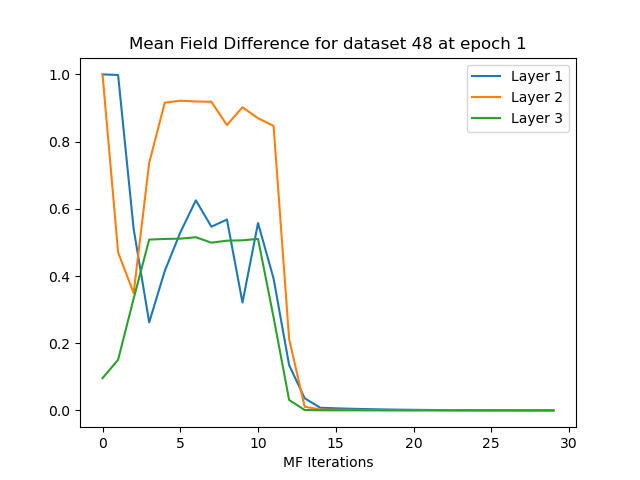 Mean Field Difference for dataset 48 at epoch 1
Layer 1
Layer 2
Layer 3
1.0
0.8
0.6
0.4
0.2
0.0
0 5 10 15 20 25 30
MF Iterations